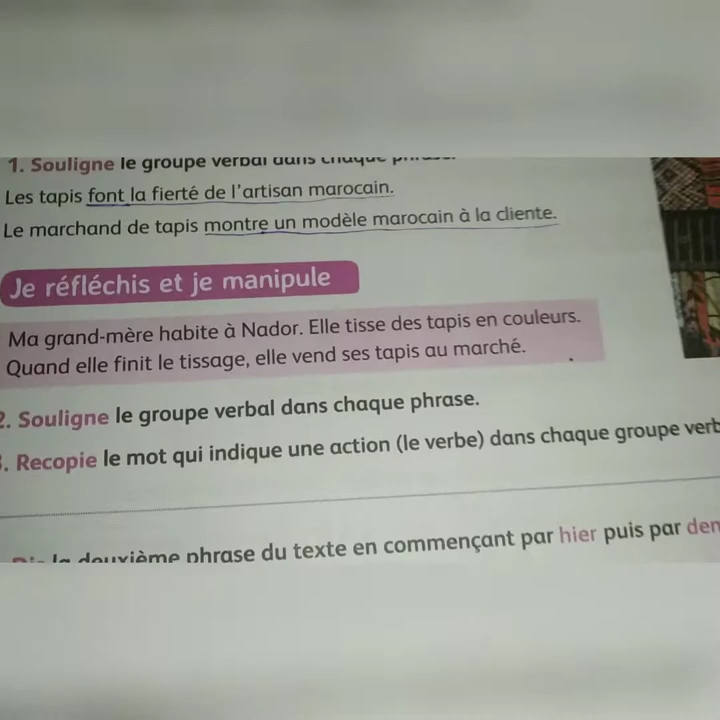 1. Souligne le groupe verbal dans chaque phrase.
Les tapis font la fierté de l'artisan marocain.
Le marchand de tapis montre un modèle marocain à la cliente.
Je réfléchis et je manipule
Ma grand-mère habite à Nador. Elle tisse des tapis en couleurs.
Quand elle finit le tissage, elle vend ses tapis au marché.
2. Souligne le groupe verbal dans chaque phrase.
. Recopie le mot qui indique une action (le verbe) dans chaque groupe verb
la deuxième phrase du texte en commençant par hier puis par